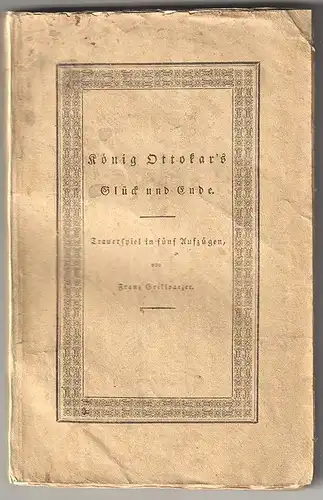 König Ottokar's
Glück und Ende.
Trauerspiel in fünf Aufzügen,
von
Franz Grillparzer.